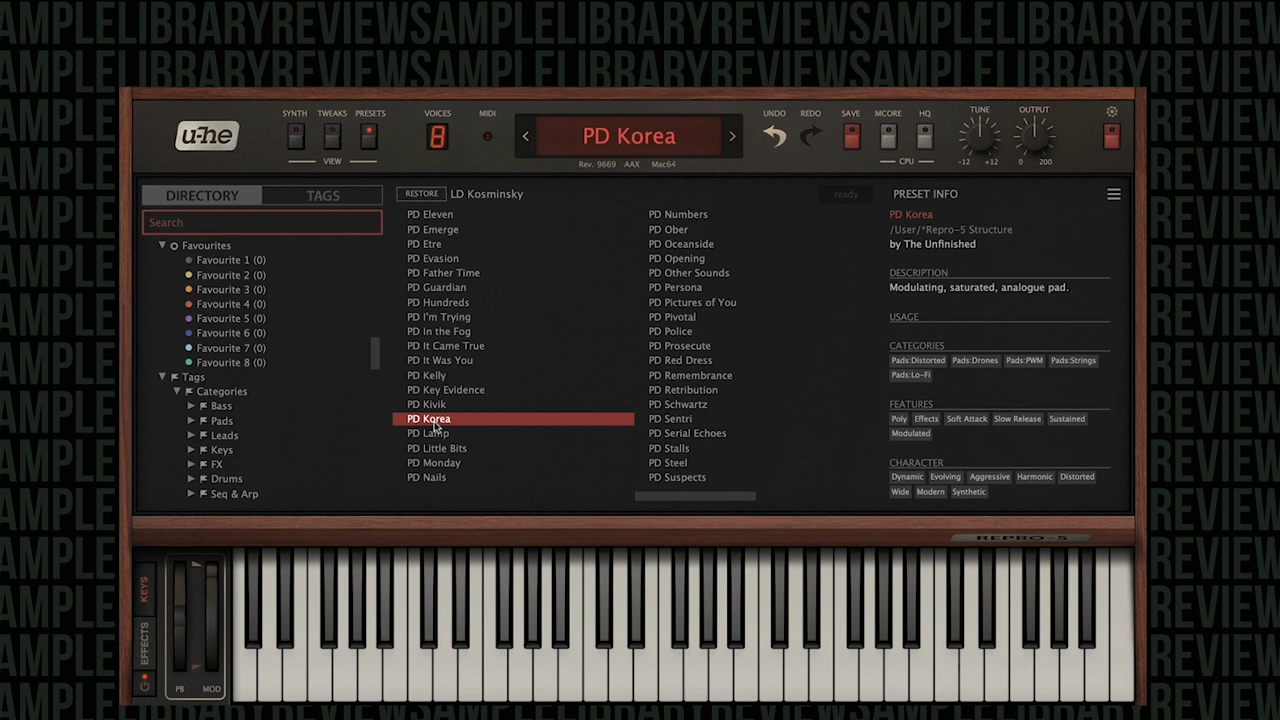 SAMPLELIBRARYREVIEWS
SYNTH TWEAKS PRESETS VOICES MIDI UNDO REDO SAVE MCORE HQ TUNE OUTPUT
u-he 8 < PD Korea >
VIEW Rev. 9669 AAX Mac64 CPU -12 +12 0 200
DIRECTORY TAGS RESTORE LD Kosminsky ready PRESET INFO
Search
Favourites
Favourite 1 (0)
Favourite 2 (0)
Favourite 3 (0)
Favourite 4 (0)
Favourite 5 (0)
Favourite 6 (0)
Favourite 7 (0)
Favourite 8 (0)
Tags
Categories
Bass
Pads
Leads
Keys
FX
Drums
Seq & Arp
PD Eleven
PD Emerge
PD Etre
PD Evasion
PD Father Time
PD Guardian
PD Hundreds
PD I'm Trying
PD In the Fog
PD It Came True
PD It Was You
PD Kelly
PD Key Evidence
PD Kivik
PD Korea
PD Lamp
PD Little Bits
PD Monday
PD Nails
PD Numbers
PD Ober
PD Oceanside
PD Opening
PD Other Sounds
PD Persona
PD Pictures of You
PD Pivotal
PD Police
PD Prosecute
PD Red Dress
PD Remembrance
PD Retribution
PD Schwartz
PD Sentri
PD Serial Echoes
PD Stalls
PD Steel
PD Suspects
PD Korea
/User/*Repro-5 Structure
by The Unfinished
DESCRIPTION
Modulating, saturated, analogue pad.
USAGE
CATEGORIES
Pads:Distorted Pads:Drones Pads:PWM Pads:Strings
Pads:Lo-Fi
FEATURES
Poly Effects Soft Attack Slow Release Sustained
Modulated
CHARACTER
Dynamic Evolving Aggressive Harmonic Distorted
Wide Modern Synthetic
REPRO-5
KEYS
EFFECTS
PB MOD